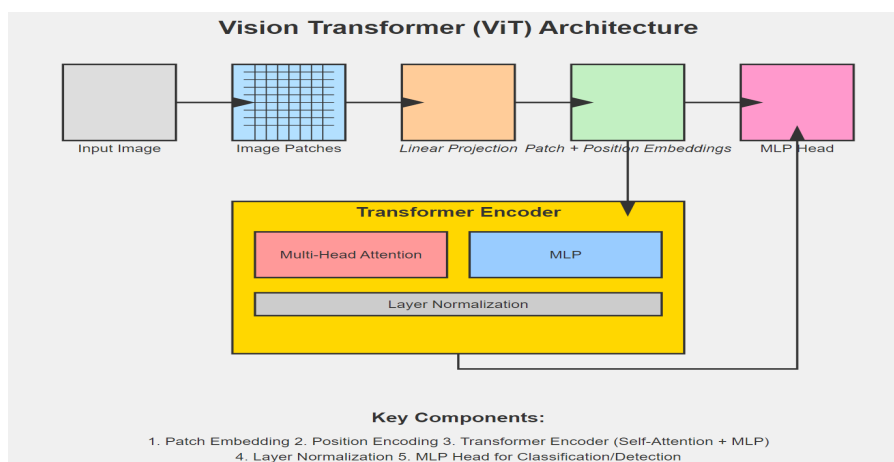 Vision Transformer (ViT) Architecture
Input Image
Image Patches
Linear Projection
Patch + Position Embeddings
MLP Head
Transformer Encoder
Multi-Head Attention
MLP
Layer Normalization
Key Components:
1. Patch Embedding 2. Position Encoding 3. Transformer Encoder (Self-Attention + MLP)
4. Layer Normalization 5. MLP Head for Classification/Detection